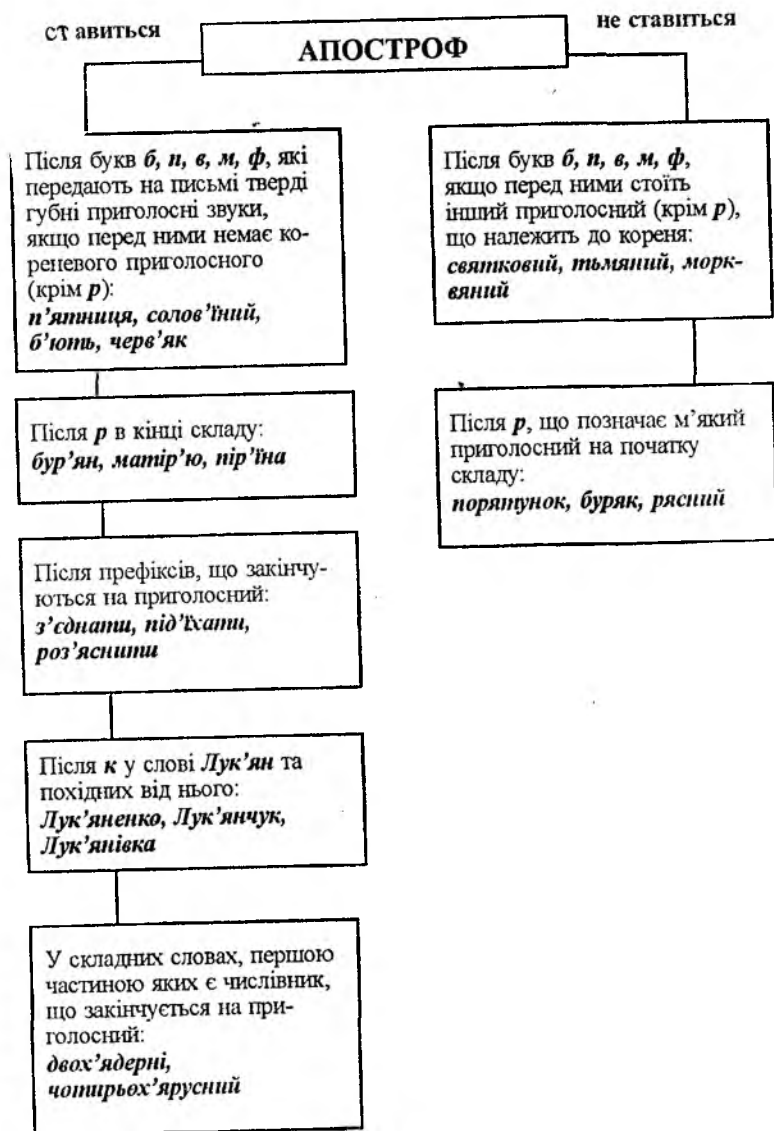 ст авиться
не ставиться
АПОСТРОФ
Після букв б, п, в, м, ф, які
передають на письмі тверді
губні приголосні звуки,
якщо перед ними немає ко-
реневого приголосного
(крім р):
п’ятниця, солов’їний,
б’ють, черв’як
Після р в кінці складу:
бур’ян, матір’ю, пір’їна
Після префіксів, що закінчу-
ються на приголосний:
з’єднати, під’їхати,
роз’яснити
Після к у слові Лук’ян та
похідних від нього:
Лук’яненко, Лук’янчук,
Лук’янівка
У складних словах, першою
частиною яких є числівник,
що закінчується на при-
голосний:
двох’ядерні,
чотирьох’ярусний
Після букв б, п, в, м, ф,
якщо перед ними стоїть
інший приголосний (крім р),
що належить до кореня:
святковий, тьмяний, морк-
вяний
Після р, що позначає м’який
приголосний на початку
складу:
порятунок, буряк, рясний